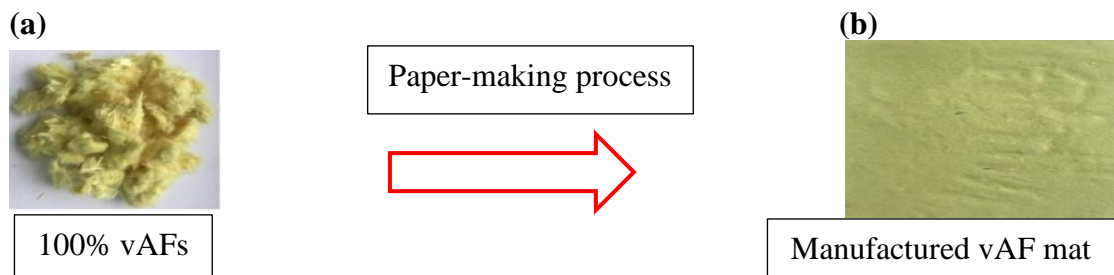 (a)
(b)
Paper-making process
100% vAFs
Manufactured vAF mat